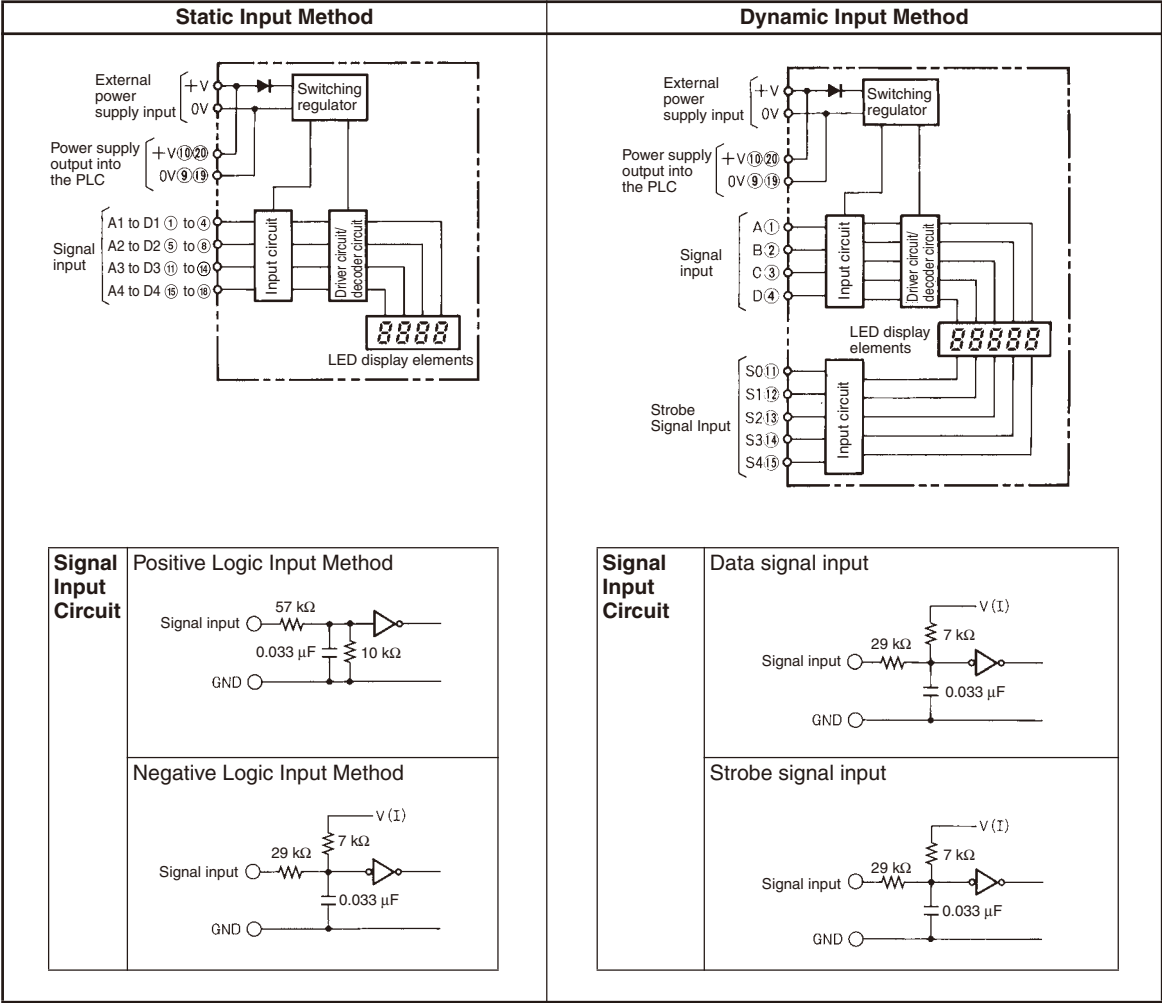 Static Input Method
External
power
supply input
+V
0V
Switching
regulator
Power supply
output into
the PLC
+V⑩⑳
0V⑨⑲
Signal
input
A1 to D1 ① to ④
A2 to D2 ⑤ to ⑧
A3 to D3 ⑪ to ⑭
A4 to D4 ⑮ to ⑱
Input circuit
Driver circuit/
decoder circuit
8888
LED display elements
Signal
Input
Circuit
Positive Logic Input Method
57 kΩ
Signal input
0.033 µF
10 kΩ
GND
Negative Logic Input Method
V(I)
7 kΩ
29 kΩ
Signal input
0.033 µF
GND
Dynamic Input Method
External
power
supply input
+V
0V
Switching
regulator
Power supply
output into
the PLC
+V⑩⑳
0V⑨⑲
Signal
input
A①
B②
C③
D④
Input circuit
Driver circuit/
decoder circuit
LED display
elements
88888
Strobe
Signal Input
S0⑪
S1⑫
S2⑬
S3⑭
S4⑮
Input circuit
Signal
Input
Circuit
Data signal input
V(I)
7 kΩ
29 kΩ
Signal input
0.033 µF
GND
Strobe signal input
V(I)
7 kΩ
29 kΩ
Signal input
0.033 µF
GND